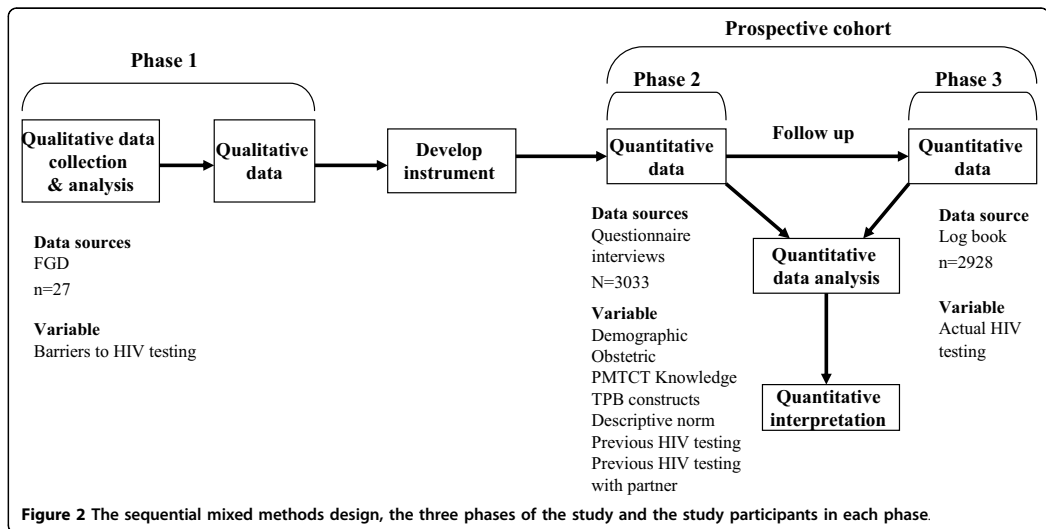 Prospective cohort
Phase 1
Phase 2
Phase 3
Qualitative data
collection
& analysis
Qualitative
data
Develop
instrument
Quantitative
data
Follow up
Quantitative
data
Data sources
FGD
n=27
Variable
Barriers to HIV testing
Data sources
Questionnaire
interviews
N=3033
Variable
Demographic
Obstetric
PMTCT Knowledge
TPB constructs
Descriptive norm
Previous HIV testing
Previous HIV testing
with partner
Quantitative
data analysis
Quantitative
interpretation
Data source
Log book
n=2928
Variable
Actual HIV
testing
Figure 2 The sequential mixed methods design, the three phases of the study and the study participants in each phase.